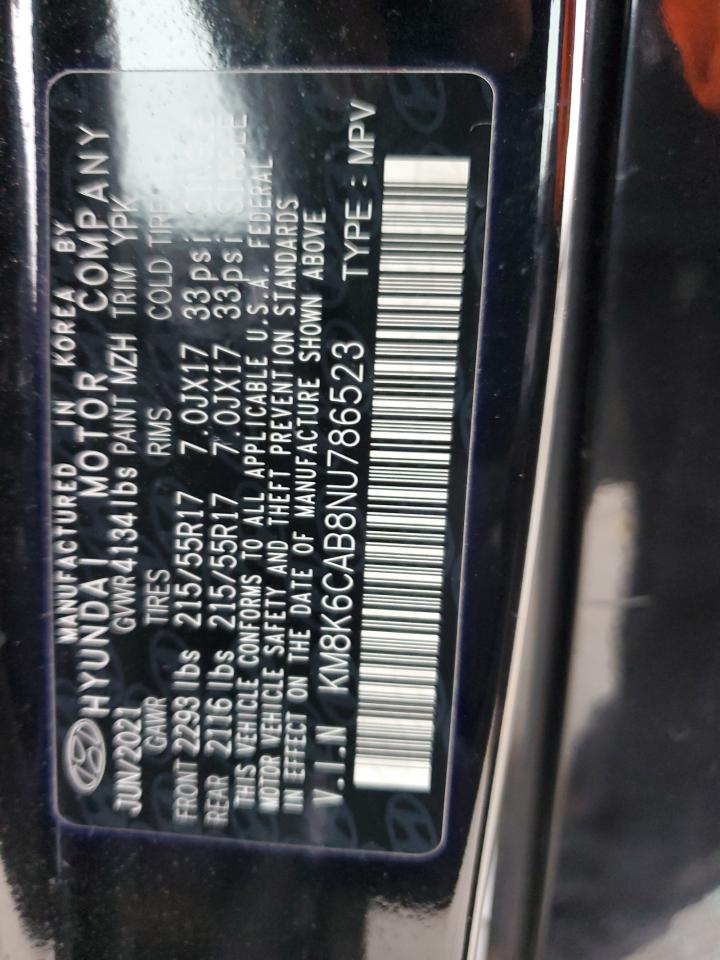 MANUFACTURED IN KOREA BY
HYUNDAI MOTOR COMPANY
JUN/2021 GVWR4134lbs PAINT MZH TRIM YPK
GAWR TIRES RIMS COLD TIRE
FRONT 2293 lbs 215/55R17 7.0JX17 33psi SINGLE
REAR 2116 lbs 215/55R17 7.0JX17 33psi SINGLE
THIS VEHICLE CONFORMS TO ALL APPLICABLE U.S.A. FEDERAL
MOTOR VEHICLE SAFETY AND THEFT PREVENTION STANDARDS
IN EFFECT ON THE DATE OF MANUFACTURE SHOWN ABOVE
V.I.N KM8K6CAB8NU786523 TYPE : MPV